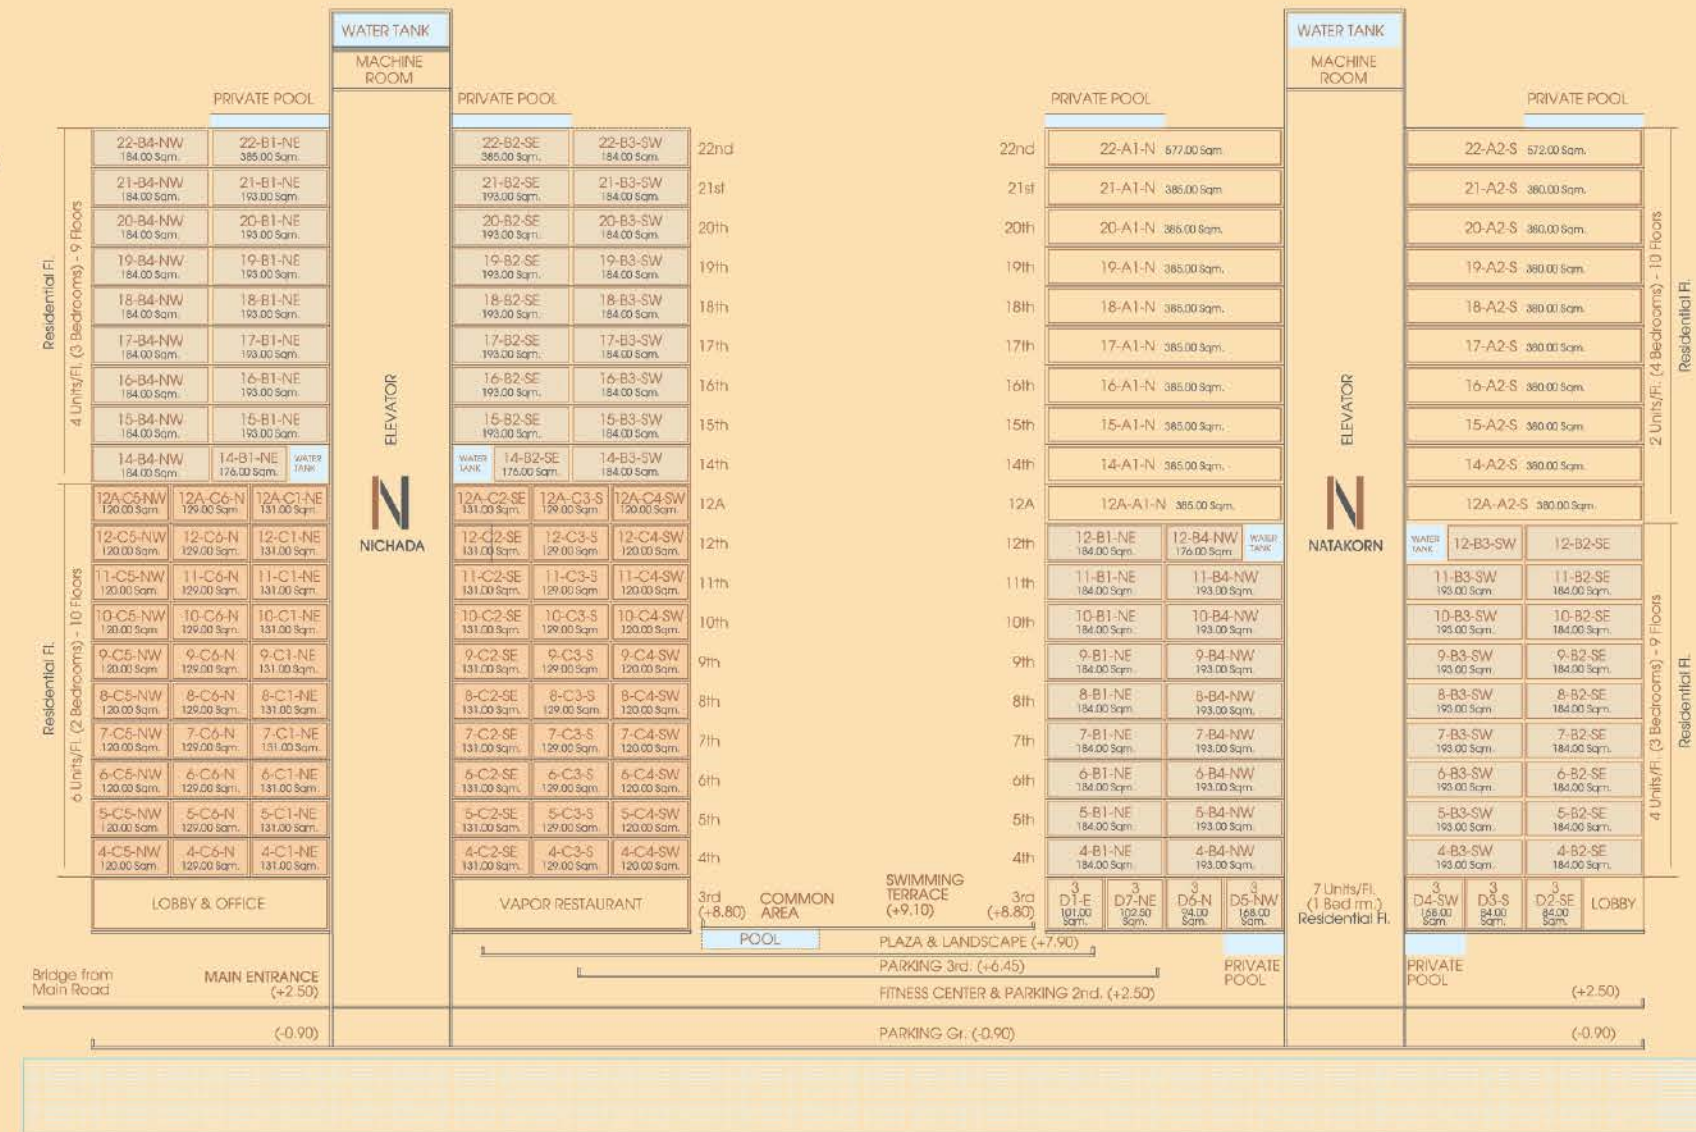 WATER TANK
WATER TANK
MACHINE
ROOM
MACHINE
ROOM
PRIVATE POOL
PRIVATE POOL
PRIVATE POOL
PRIVATE POOL
22-B4-NW
184.00 Sqm.
22-B1-NE
385.00 Sqm.
22-B2-SE
385.00 Sqm.
22-B3-SW
184.00 Sqm.
22nd
22nd
22-A1-N 577.00 Sqm.
22-A2-S 572.00 Sqm.
21-B4-NW
184.00 Sqm.
21-B1-NE
193.00 Sqm.
21-B2-SE
193.00 Sqm.
21-B3-SW
184.00 Sqm.
21st
21st
21-A1-N 385.00 Sqm
21-A2-S 380.00 Sqm.
20-B4-NW
184.00 Sqm.
20-B1-NE
193.00 Sqm.
20-B2-SE
193.00 Sqm.
20-B3-SW
184.00 Sqm.
20th
20th
20-A1-N 385.00 Sqm.
20-A2-S 380.00 Sqm.
19-B4-NW
184.00 Sqm.
19-B1-NE
193.00 Sqm.
19-B2-SE
193.00 Sqm.
19-B3-SW
184.00 Sqm.
19th
19th
19-A1-N 385.00 Sqm.
19-A2-S 380.00 Sqm.
18-B4-NW
184.00 Sqm.
18-B1-NE
193.00 Sqm.
18-B2-SE
193.00 Sqm.
18-B3-SW
184.00 Sqm.
18th
18th
18-A1-N 385.00 Sqm.
18-A2-S 380.00 Sqm.
17-B4-NW
184.00 Sqm.
17-B1-NE
193.00 Sqm.
17-B2-SE
193.00 Sqm.
17-B3-SW
184.00 Sqm.
17th
17th
17-A1-N 385.00 Sqm.
17-A2-S 380.00 Sqm.
16-B4-NW
184.00 Sqm.
16-B1-NE
193.00 Sqm.
16-B2-SE
193.00 Sqm.
16-B3-SW
184.00 Sqm.
16th
16th
16-A1-N 385.00 Sqm.
16-A2-S 380.00 Sqm.
15-B4-NW
184.00 Sqm.
15-B1-NE
193.00 Sqm.
15-B2-SE
193.00 Sqm.
15-B3-SW
184.00 Sqm.
15th
15th
15-A1-N 385.00 Sqm.
15-A2-S 380.00 Sqm.
14-B4-NW
184.00 Sqm.
14-B1-NE
176.00 Sqm.
WATER
TANK
WATER
TANK
14-B2-SE
176.00 Sqm.
14-B3-SW
184.00 Sqm.
14th
14th
14-A1-N 385.00 Sqm.
14-A2-S 380.00 Sqm.
12A-C5-NW
120.00 Sqm.
12A-C6-N
129.00 Sqm.
12A-C1-NE
131.00 Sqm.
12A-C2-SE
131.00 Sqm.
12A-C3-S
129.00 Sqm.
12A-C4-SW
120.00 Sqm.
12A
12A
12A-A1-N 385.00 Sqm.
12A-A2-S 380.00 Sqm.
12-C5-NW
120.00 Sqm.
12-C6-N
129.00 Sqm.
12-C1-NE
131.00 Sqm.
12-C2-SE
131.00 Sqm.
12-C3-S
129.00 Sqm.
12-C4-SW
120.00 Sqm.
12th
12th
12-B1-NE
184.00 Sqm.
12-B4-NW
176.00 Sqm
WATER
TANK
WATER
TANK
12-B3-SW
12-B2-SE
11-C5-NW
120.00 Sqm.
11-C6-N
129.00 Sqm.
11-C1-NE
131.00 Sqm.
11-C2-SE
131.00 Sqm.
11-C3-S
129.00 Sqm
11-C4-SW
120.00 Sqm.
11th
11th
11-B1-NE
184.00 Sqm.
11-B4-NW
193.00 Sqm.
11-B3-SW
193.00 Sqm.
11-B2-SE
184.00 Sqm.
10-C5-NW
120.00 Sqm
10-C6-N
129.00 Sqm.
10-C1-NE
131.00 Sqm.
10-C2-SE
131.00 Sqm.
10-C3-S
129.00 Sqm.
10-C4-SW
120.00 Sqm.
10th
10th
10-B1-NE
184.00 Sqm.
10-B4-NW
193.00 Sqm.
10-B3-SW
193.00 Sqm.
10-B2-SE
184.00 Sqm.
9-C5-NW
120.00 Sqm
9-C6-N
129.00 Sqm.
9-C1-NE
131.00 Sqm.
9-C2-SE
131.00 Sqm.
9-C3-S
129.00 Sqm
9-C4-SW
120.00 Sqm.
9th
9th
9-B1-NE
184.00 Sqm.
9-B4-NW
193.00 Sqm.
9-B3-SW
193.00 Sqm.
9-B2-SE
184.00 Sqm.
8-C5-NW
120.00 Sqm.
8-C6-N
129.00 Sqm.
8-C1-NE
131.00 Sqm.
8-C2-SE
131.00 Sqm.
8-C3-S
129.00 Sqm.
8-C4-SW
120.00 Sqm.
8th
8th
8-B1-NE
184.00 Sqm.
8-B4-NW
193.00 Sqm.
8-B3-SW
193.00 Sqm.
8-B2-SE
184.00 Sqm.
7-C5-NW
120.00 Sqm.
7-C6-N
129.00 Sqm.
7-C1-NE
131.00 Sqm.
7-C2-SE
131.00 Sqm.
7-C3-S
129.00 Sqm.
7-C4-SW
120.00 Sqm.
7th
7th
7-B1-NE
184.00 Sqm.
7-B4-NW
193.00 Sqm.
7-B3-SW
193.00 Sqm.
7-B2-SE
184.00 Sqm.
6-C5-NW
120.00 Sqm.
6-C6-N
129.00 Sqm.
6-C1-NE
131.00 Sqm.
6-C2-SE
131.00 Sqm.
6-C3-S
129.00 Sqm.
6-C4-SW
120.00 Sqm.
6th
6th
6-B1-NE
184.00 Sqm.
6-B4-NW
193.00 Sqm.
6-B3-SW
193.00 Sqm.
6-B2-SE
184.00 Sqm.
5-C5-NW
120.00 Sqm.
5-C6-N
129.00 Sqm.
5-C1-NE
131.00 Sqm.
5-C2-SE
131.00 Sqm.
5-C3-S
129.00 Sqm.
5-C4-SW
120.00 Sqm.
5th
5th
5-B1-NE
184.00 Sqm.
5-B4-NW
193.00 Sqm.
5-B3-SW
193.00 Sqm.
5-B2-SE
184.00 Sqm.
4-C5-NW
120.00 Sqm.
4-C6-N
129.00 Sqm.
4-C1-NE
131.00 Sqm.
4-C2-SE
131.00 Sqm.
4-C3-S
129.00 Sqm.
4-C4-SW
120.00 Sqm.
4th
4th
4-B1-NE
184.00 Sqm.
4-B4-NW
193.00 Sqm.
4-B3-SW
193.00 Sqm.
4-B2-SE
184.00 Sqm.
Residential Fl.
4 Units/Fl. (3 Bedrooms) - 9 Floors
Residential Fl.
6 Units/Fl. (2 Bedrooms) - 10 Floors
ELEVATOR
N
NICHADA
ELEVATOR
N
NATAKORN
2 Units/Fl. (4 Bedrooms) - 10 Floors
Residential Fl.
4 Units/Fl. (3 Bedrooms) - 9 Floors
Residential Fl.
LOBBY & OFFICE
VAPOR RESTAURANT
3rd
(+8.80)
COMMON
AREA
SWIMMING
TERRACE
(+9.10)
3rd
(+8.80)
3
D1-E
101.00
Sqm.
3
D7-NE
102.50
Sqm.
3
D6-N
94.00
Sqm.
3
D5-NW
168.00
Sqm.
7 Units/Fl.
(1 Bed rm.)
Residential Fl.
3
D4-SW
168.00
Sqm.
3
D3-S
84.00
Sqm.
3
D2-SE
84.00
Sqm.
LOBBY
POOL
PLAZA & LANDSCAPE (+7.90)
PARKING 3rd. (+6.45)
PRIVATE
POOL
PRIVATE
POOL
Bridge from
Main Road
MAIN ENTRANCE
(+2.50)
FITNESS CENTER & PARKING 2nd. (+2.50)
(+2.50)
(-0.90)
PARKING Gr. (-0.90)
(-0.90)